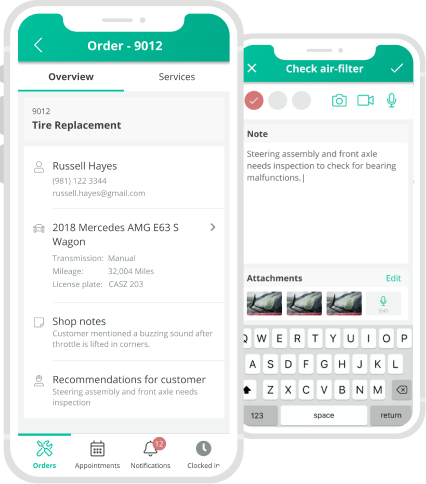 Order - 9012
Overview
Services
9012
Tire Replacement
Russell Hayes
(981) 122 3344
russell.hayes@gmail.com
2018 Mercedes AMG E63 S
Wagon
Transmission: Manual
Mileage: 32,004 Miles
License plate: CASZ 203
Shop notes
Customer mentioned a buzzing sound after
throttle is lifted in corners.
Recommendations for customer
Steering assembly and front axle needs
inspection
12
Orders
Appointments
Notifications
Clocked in
Check air-filter
Note
Steering assembly and front axle
needs inspection to check for bearing
malfunctions.
Attachments
Edit
0:45
Q W E R T Y U I O P
A S D F G H J K L
Z X C V B N M
123
space
return